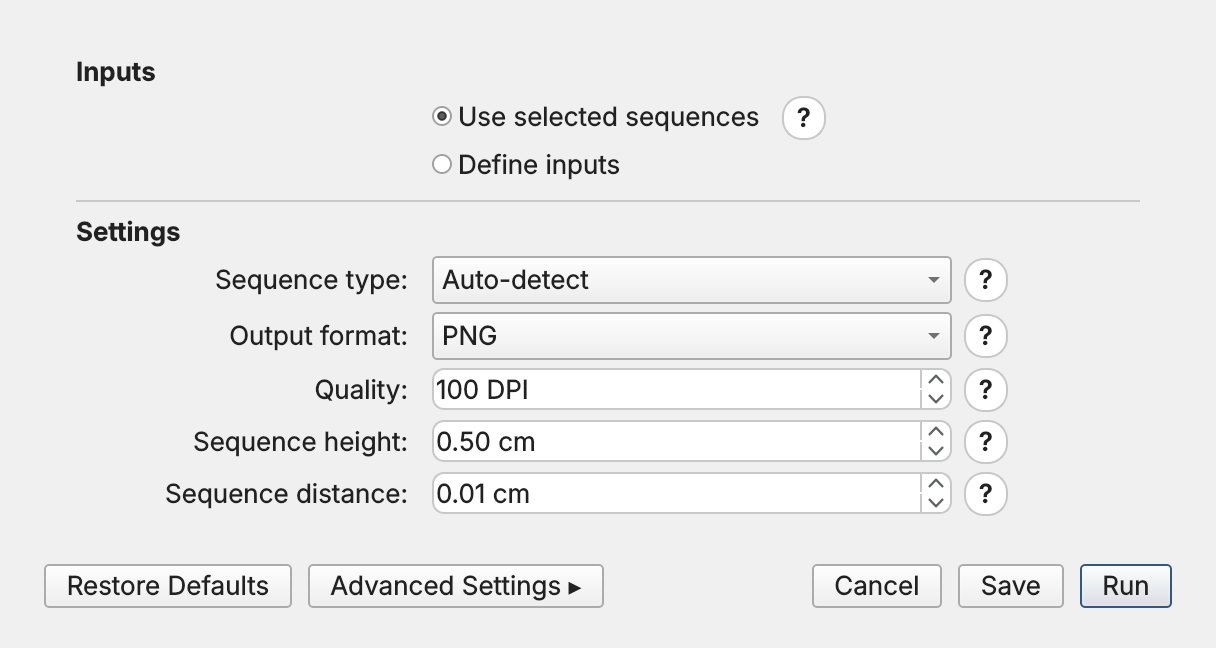 Inputs
Use selected sequences ?
Define inputs
Settings
Sequence type: Auto-detect ?
Output format: PNG ?
Quality: 100 DPI ?
Sequence height: 0.50 cm ?
Sequence distance: 0.01 cm ?
Restore Defaults Advanced Settings ▸ Cancel Save Run